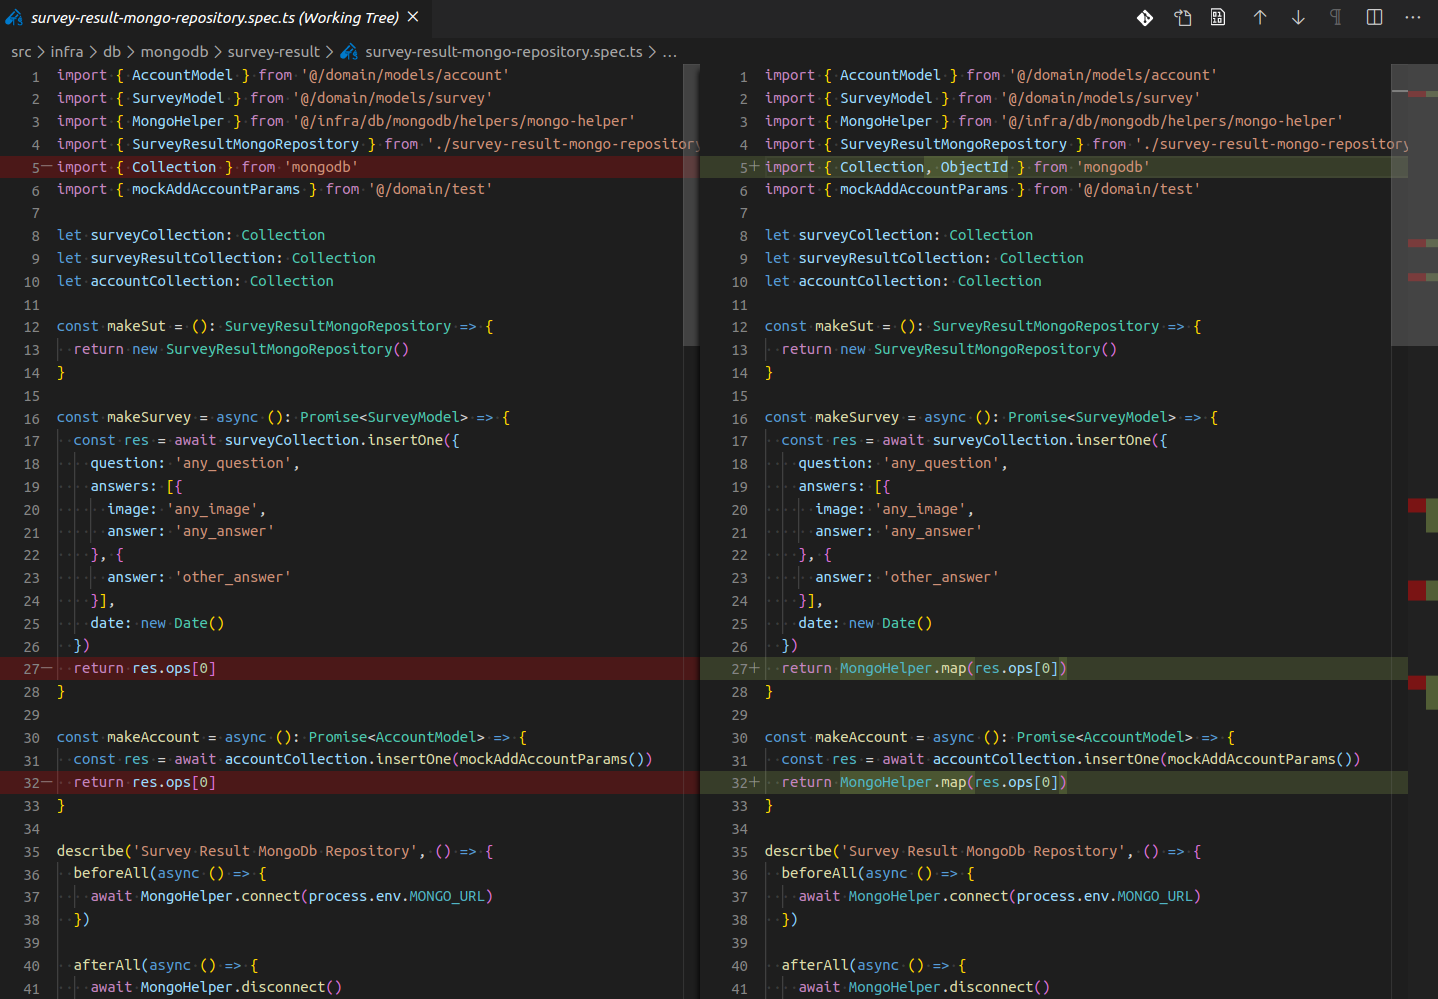 survey-result-mongo-repository.spec.ts (Working Tree)
src > infra > db > mongodb > survey-result > survey-result-mongo-repository.spec.ts > ...
1 import { AccountModel } from '@/domain/models/account'
2 import { SurveyModel } from '@/domain/models/survey'
3 import { MongoHelper } from '@/infra/db/mongodb/helpers/mongo-helper'
4 import { SurveyResultMongoRepository } from './survey-result-mongo-repository
5— import { Collection } from 'mongodb'
6 import { mockAddAccountParams } from '@/domain/test'
7
8 let surveyCollection: Collection
9 let surveyResultCollection: Collection
10 let accountCollection: Collection
11
12 const makeSut = (): SurveyResultMongoRepository => {
13 return new SurveyResultMongoRepository()
14 }
15
16 const makeSurvey = async (): Promise<SurveyModel> => {
17 const res = await surveyCollection.insertOne({
18 question: 'any_question',
19 answers: [{
20 image: 'any_image',
21 answer: 'any_answer'
22 }, {
23 answer: 'other_answer'
24 }],
25 date: new Date()
26 })
27— return res.ops[0]
28 }
29
30 const makeAccount = async (): Promise<AccountModel> => {
31 const res = await accountCollection.insertOne(mockAddAccountParams())
32— return res.ops[0]
33 }
34
35 describe('Survey Result MongoDb Repository', () => {
36 beforeAll(async () => {
37 await MongoHelper.connect(process.env.MONGO_URL)
38 })
39
40 afterAll(async () => {
41 await MongoHelper.disconnect()
1 import { AccountModel } from '@/domain/models/account'
2 import { SurveyModel } from '@/domain/models/survey'
3 import { MongoHelper } from '@/infra/db/mongodb/helpers/mongo-helper'
4 import { SurveyResultMongoRepository } from './survey-result-mongo-repository
5+ import { Collection, ObjectId } from 'mongodb'
6 import { mockAddAccountParams } from '@/domain/test'
7
8 let surveyCollection: Collection
9 let surveyResultCollection: Collection
10 let accountCollection: Collection
11
12 const makeSut = (): SurveyResultMongoRepository => {
13 return new SurveyResultMongoRepository()
14 }
15
16 const makeSurvey = async (): Promise<SurveyModel> => {
17 const res = await surveyCollection.insertOne({
18 question: 'any_question',
19 answers: [{
20 image: 'any_image',
21 answer: 'any_answer'
22 }, {
23 answer: 'other_answer'
24 }],
25 date: new Date()
26 })
27+ return MongoHelper.map(res.ops[0])
28 }
29
30 const makeAccount = async (): Promise<AccountModel> => {
31 const res = await accountCollection.insertOne(mockAddAccountParams())
32+ return MongoHelper.map(res.ops[0])
33 }
34
35 describe('Survey Result MongoDb Repository', () => {
36 beforeAll(async () => {
37 await MongoHelper.connect(process.env.MONGO_URL)
38 })
39
40 afterAll(async () => {
41 await MongoHelper.disconnect()